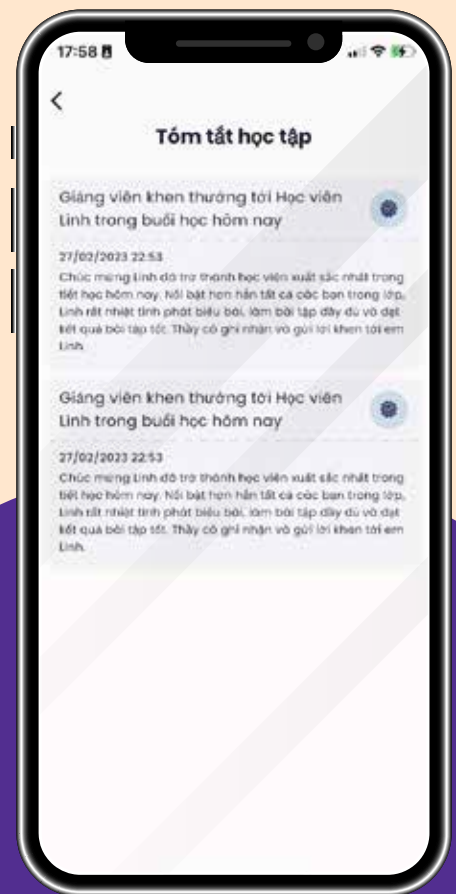 17:58
Tóm tắt học tập
Giảng viên khen thưởng tới Học viên
Linh trong buổi học hôm nay
27/02/2023 22:53
Chúc mừng Linh đã trở thành học viên xuất sắc nhất trong
tiết học hôm nay. Nổi bật hơn hẳn tất cả các bạn trong lớp,
Linh rất nhiệt tình phát biểu bài, làm bài tập đầy đủ và đạt
kết quả bài tập tốt. Thầy cô ghi nhận và gửi lời khen tới em
Linh.
Giảng viên khen thưởng tới Học viên
Linh trong buổi học hôm nay
27/02/2023 22:53
Chúc mừng Linh đã trở thành học viên xuất sắc nhất trong
tiết học hôm nay. Nổi bật hơn hẳn tất cả các bạn trong lớp,
Linh rất nhiệt tình phát biểu bài, làm bài tập đầy đủ và đạt
kết quả bài tập tốt. Thầy cô ghi nhận và gửi lời khen tới em
Linh.